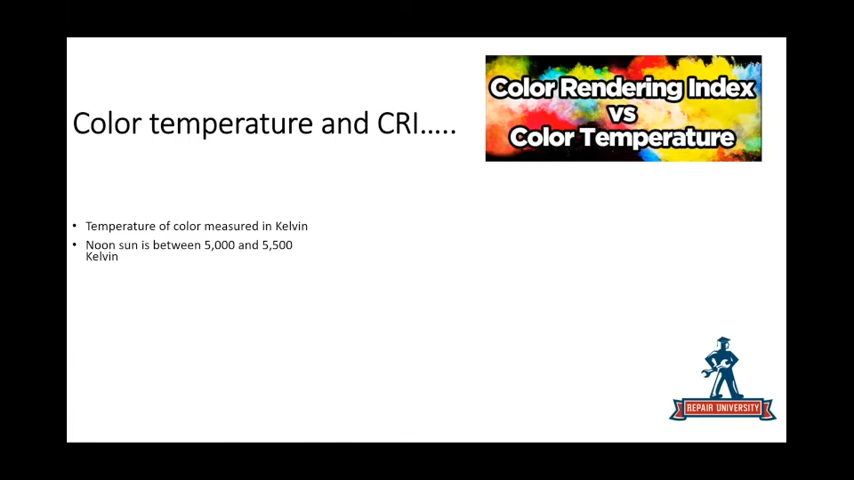 Color temperature and CRI.....
Color Rendering Index
vs
Color Temperature
• Temperature of color measured in Kelvin
• Noon sun is between 5,000 and 5,500
Kelvin
REPAIR UNIVERSITY